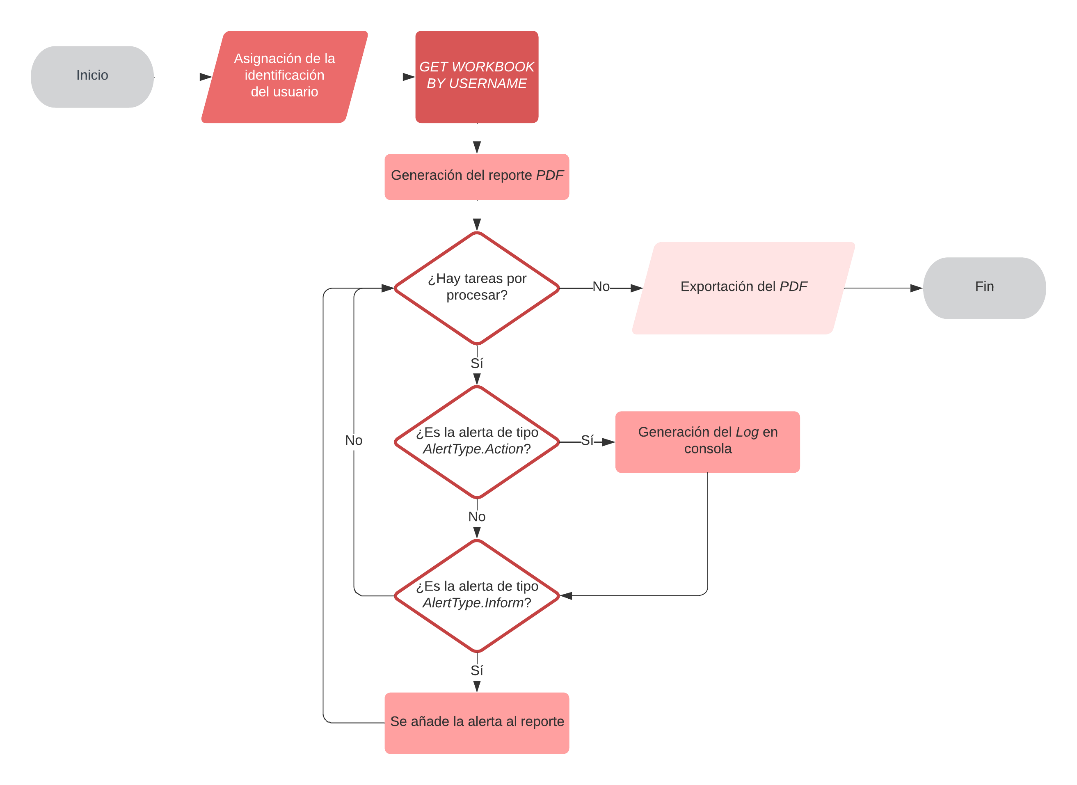 Inicio
Asignación de la
identificación
del usuario
GET WORKBOOK
BY USERNAME
Generación del reporte PDF
¿Hay tareas por
procesar?
No
Exportación del PDF
Fin
Sí
¿Es la alerta de tipo
AlertType.Action?
Sí
Generación del Log en
consola
No
No
¿Es la alerta de tipo
AlertType.Inform?
Sí
Se añade la alerta al reporte